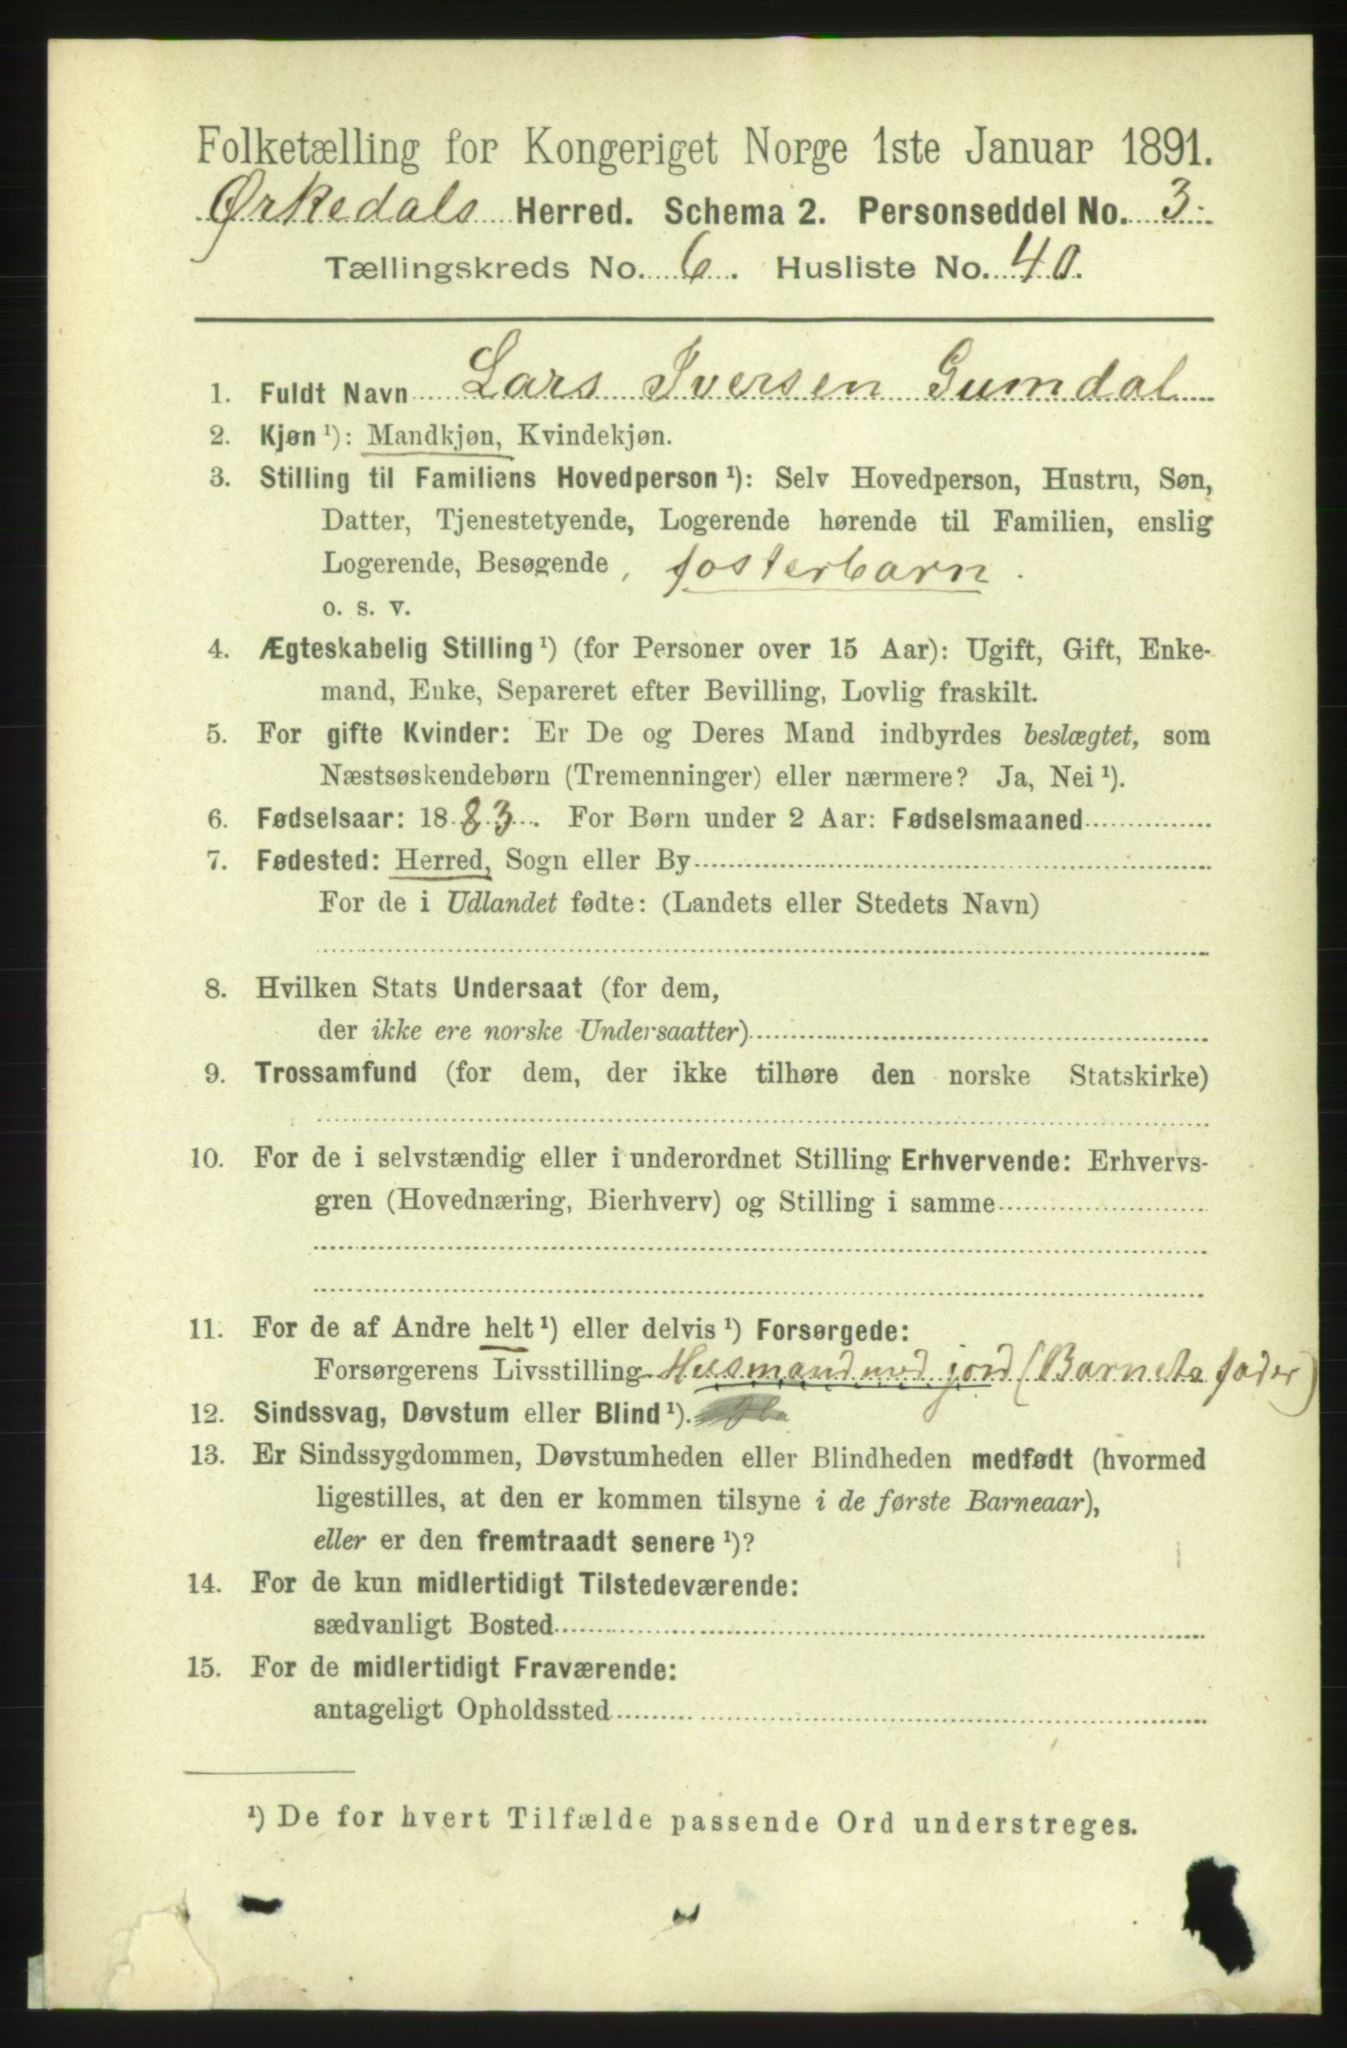 Folketælling for Kongeriget Norge 1ste Januar 1891.
Ørkedals Herred. Schema 2. Personseddel No. 3.
Tællingskreds No. 6. Husliste No. 40.
1. Fuldt Navn Lars Iversen Gumdal
2. Kjøn ¹): Mandkjøn, Kvindekjøn.
3. Stilling til Familiens Hovedperson ¹): Selv Hovedperson, Hustru, Søn,
Datter, Tjenestetyende, Logerende hørende til Familien, enslig
Logerende, Besøgende, fosterbarn.
o. s. v.
4. Ægteskabelig Stilling ¹) (for Personer over 15 Aar): Ugift, Gift, Enke-
mand, Enke, Separeret efter Bevilling, Lovlig fraskilt.
5. For gifte Kvinder: Er De og Deres Mand indbyrdes beslægtet, som
Næstsøskendebørn (Tremenninger) eller nærmere? Ja, Nei ¹).
6. Fødselsaar: 1883. For Børn under 2 Aar: Fødselsmaaned
7. Fødested: Herred, Sogn eller By
For de i Udlandet fødte: (Landets eller Stedets Navn)
8. Hvilken Stats Undersaat (for dem,
der ikke ere norske Undersaatter)
9. Trossamfund (for dem, der ikke tilhøre den norske Statskirke)
10. For de i selvstændig eller i underordnet Stilling Erhvervende: Erhvervs-
gren (Hovednæring, Bierhverv) og Stilling i samme
11. For de af Andre helt ¹) eller delvis ¹) Forsørgede:
Forsørgerens Livsstilling Husmand med jord (Barnets fader)
12. Sindssvag, Døvstum eller Blind ¹).
13. Er Sindssygdommen, Døvstumheden eller Blindheden medfødt (hvormed
ligestilles, at den er kommen tilsyne i de første Barneaar),
eller er den fremtraadt senere ¹)?
14. For de kun midlertidigt Tilstedeværende:
sædvanligt Bosted
15. For de midlertidigt Fraværende:
antageligt Opholdssted
¹) De for hvert Tilfælde passende Ord understreges.